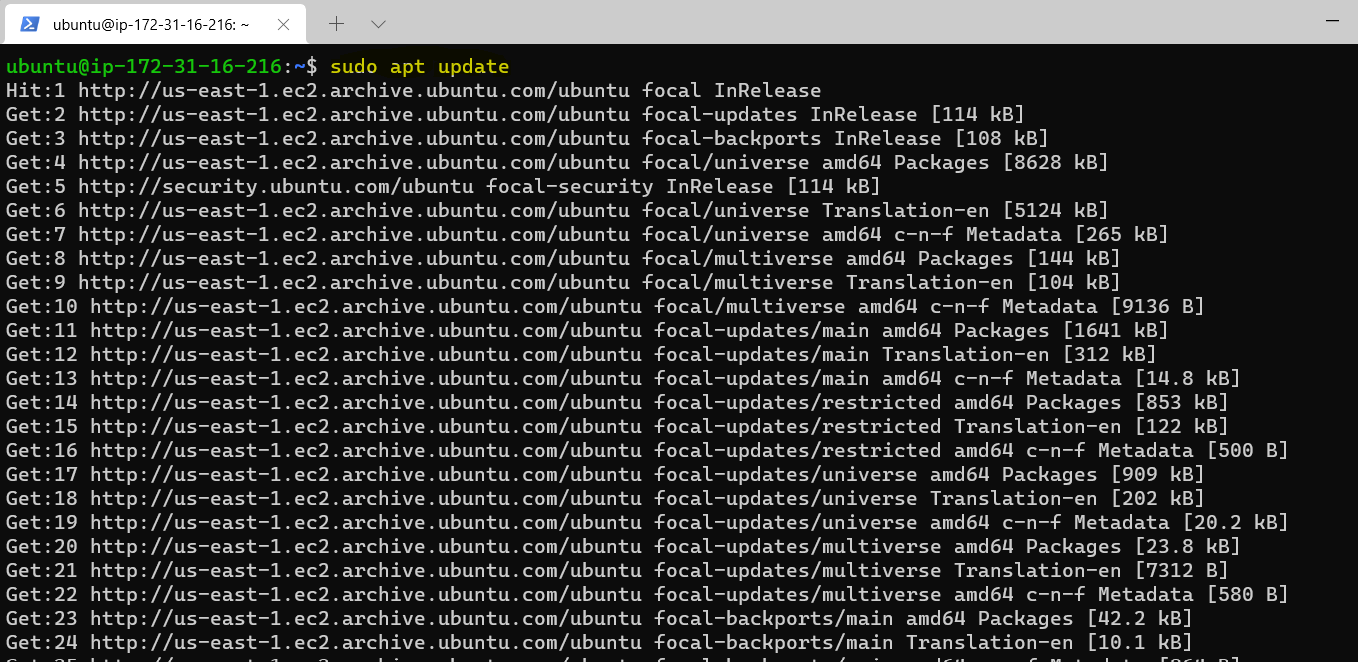 ubuntu@ip-172-31-16-216: ~
ubuntu@ip-172-31-16-216:~$ sudo apt update
Hit:1 http://us-east-1.ec2.archive.ubuntu.com/ubuntu focal InRelease
Get:2 http://us-east-1.ec2.archive.ubuntu.com/ubuntu focal-updates InRelease [114 kB]
Get:3 http://us-east-1.ec2.archive.ubuntu.com/ubuntu focal-backports InRelease [108 kB]
Get:4 http://us-east-1.ec2.archive.ubuntu.com/ubuntu focal/universe amd64 Packages [8628 kB]
Get:5 http://security.ubuntu.com/ubuntu focal-security InRelease [114 kB]
Get:6 http://us-east-1.ec2.archive.ubuntu.com/ubuntu focal/universe Translation-en [5124 kB]
Get:7 http://us-east-1.ec2.archive.ubuntu.com/ubuntu focal/universe amd64 c-n-f Metadata [265 kB]
Get:8 http://us-east-1.ec2.archive.ubuntu.com/ubuntu focal/multiverse amd64 Packages [144 kB]
Get:9 http://us-east-1.ec2.archive.ubuntu.com/ubuntu focal/multiverse Translation-en [104 kB]
Get:10 http://us-east-1.ec2.archive.ubuntu.com/ubuntu focal/multiverse amd64 c-n-f Metadata [9136 B]
Get:11 http://us-east-1.ec2.archive.ubuntu.com/ubuntu focal-updates/main amd64 Packages [1641 kB]
Get:12 http://us-east-1.ec2.archive.ubuntu.com/ubuntu focal-updates/main Translation-en [312 kB]
Get:13 http://us-east-1.ec2.archive.ubuntu.com/ubuntu focal-updates/main amd64 c-n-f Metadata [14.8 kB]
Get:14 http://us-east-1.ec2.archive.ubuntu.com/ubuntu focal-updates/restricted amd64 Packages [853 kB]
Get:15 http://us-east-1.ec2.archive.ubuntu.com/ubuntu focal-updates/restricted Translation-en [122 kB]
Get:16 http://us-east-1.ec2.archive.ubuntu.com/ubuntu focal-updates/restricted amd64 c-n-f Metadata [500 B]
Get:17 http://us-east-1.ec2.archive.ubuntu.com/ubuntu focal-updates/universe amd64 Packages [909 kB]
Get:18 http://us-east-1.ec2.archive.ubuntu.com/ubuntu focal-updates/universe Translation-en [202 kB]
Get:19 http://us-east-1.ec2.archive.ubuntu.com/ubuntu focal-updates/universe amd64 c-n-f Metadata [20.2 kB]
Get:20 http://us-east-1.ec2.archive.ubuntu.com/ubuntu focal-updates/multiverse amd64 Packages [23.8 kB]
Get:21 http://us-east-1.ec2.archive.ubuntu.com/ubuntu focal-updates/multiverse Translation-en [7312 B]
Get:22 http://us-east-1.ec2.archive.ubuntu.com/ubuntu focal-updates/multiverse amd64 c-n-f Metadata [580 B]
Get:23 http://us-east-1.ec2.archive.ubuntu.com/ubuntu focal-backports/main amd64 Packages [42.2 kB]
Get:24 http://us-east-1.ec2.archive.ubuntu.com/ubuntu focal-backports/main Translation-en [10.1 kB]